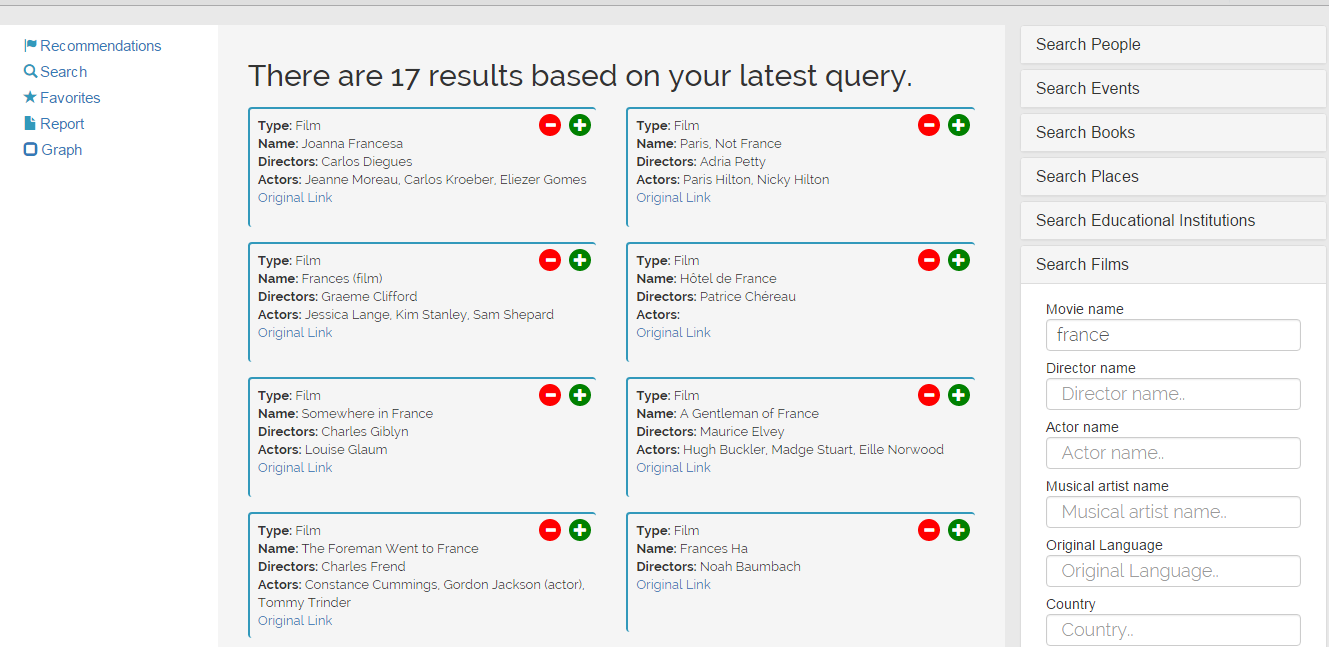 Recommendations
Search
Favorites
Report
Graph
There are 17 results based on your latest query.
Type: Film
Name: Joanna Francesa
Directors: Carlos Diegues
Actors: Jeanne Moreau, Carlos Kroeber, Eliezer Gomes
Original Link
Type: Film
Name: Paris, Not France
Directors: Adria Petty
Actors: Paris Hilton, Nicky Hilton
Original Link
Type: Film
Name: Frances (film)
Directors: Graeme Clifford
Actors: Jessica Lange, Kim Stanley, Sam Shepard
Original Link
Type: Film
Name: Hôtel de France
Directors: Patrice Chéreau
Actors:
Original Link
Type: Film
Name: Somewhere in France
Directors: Charles Giblyn
Actors: Louise Glaum
Original Link
Type: Film
Name: A Gentleman of France
Directors: Maurice Elvey
Actors: Hugh Buckler, Madge Stuart, Eille Norwood
Original Link
Type: Film
Name: The Foreman Went to France
Directors: Charles Frend
Actors: Constance Cummings, Gordon Jackson (actor),
Tommy Trinder
Original Link
Type: Film
Name: Frances Ha
Directors: Noah Baumbach
Original Link
Search People
Search Events
Search Books
Search Places
Search Educational Institutions
Search Films
Movie name
france
Director name
Director name..
Actor name
Actor name..
Musical artist name
Musical artist name..
Original Language
Original Language..
Country
Country..